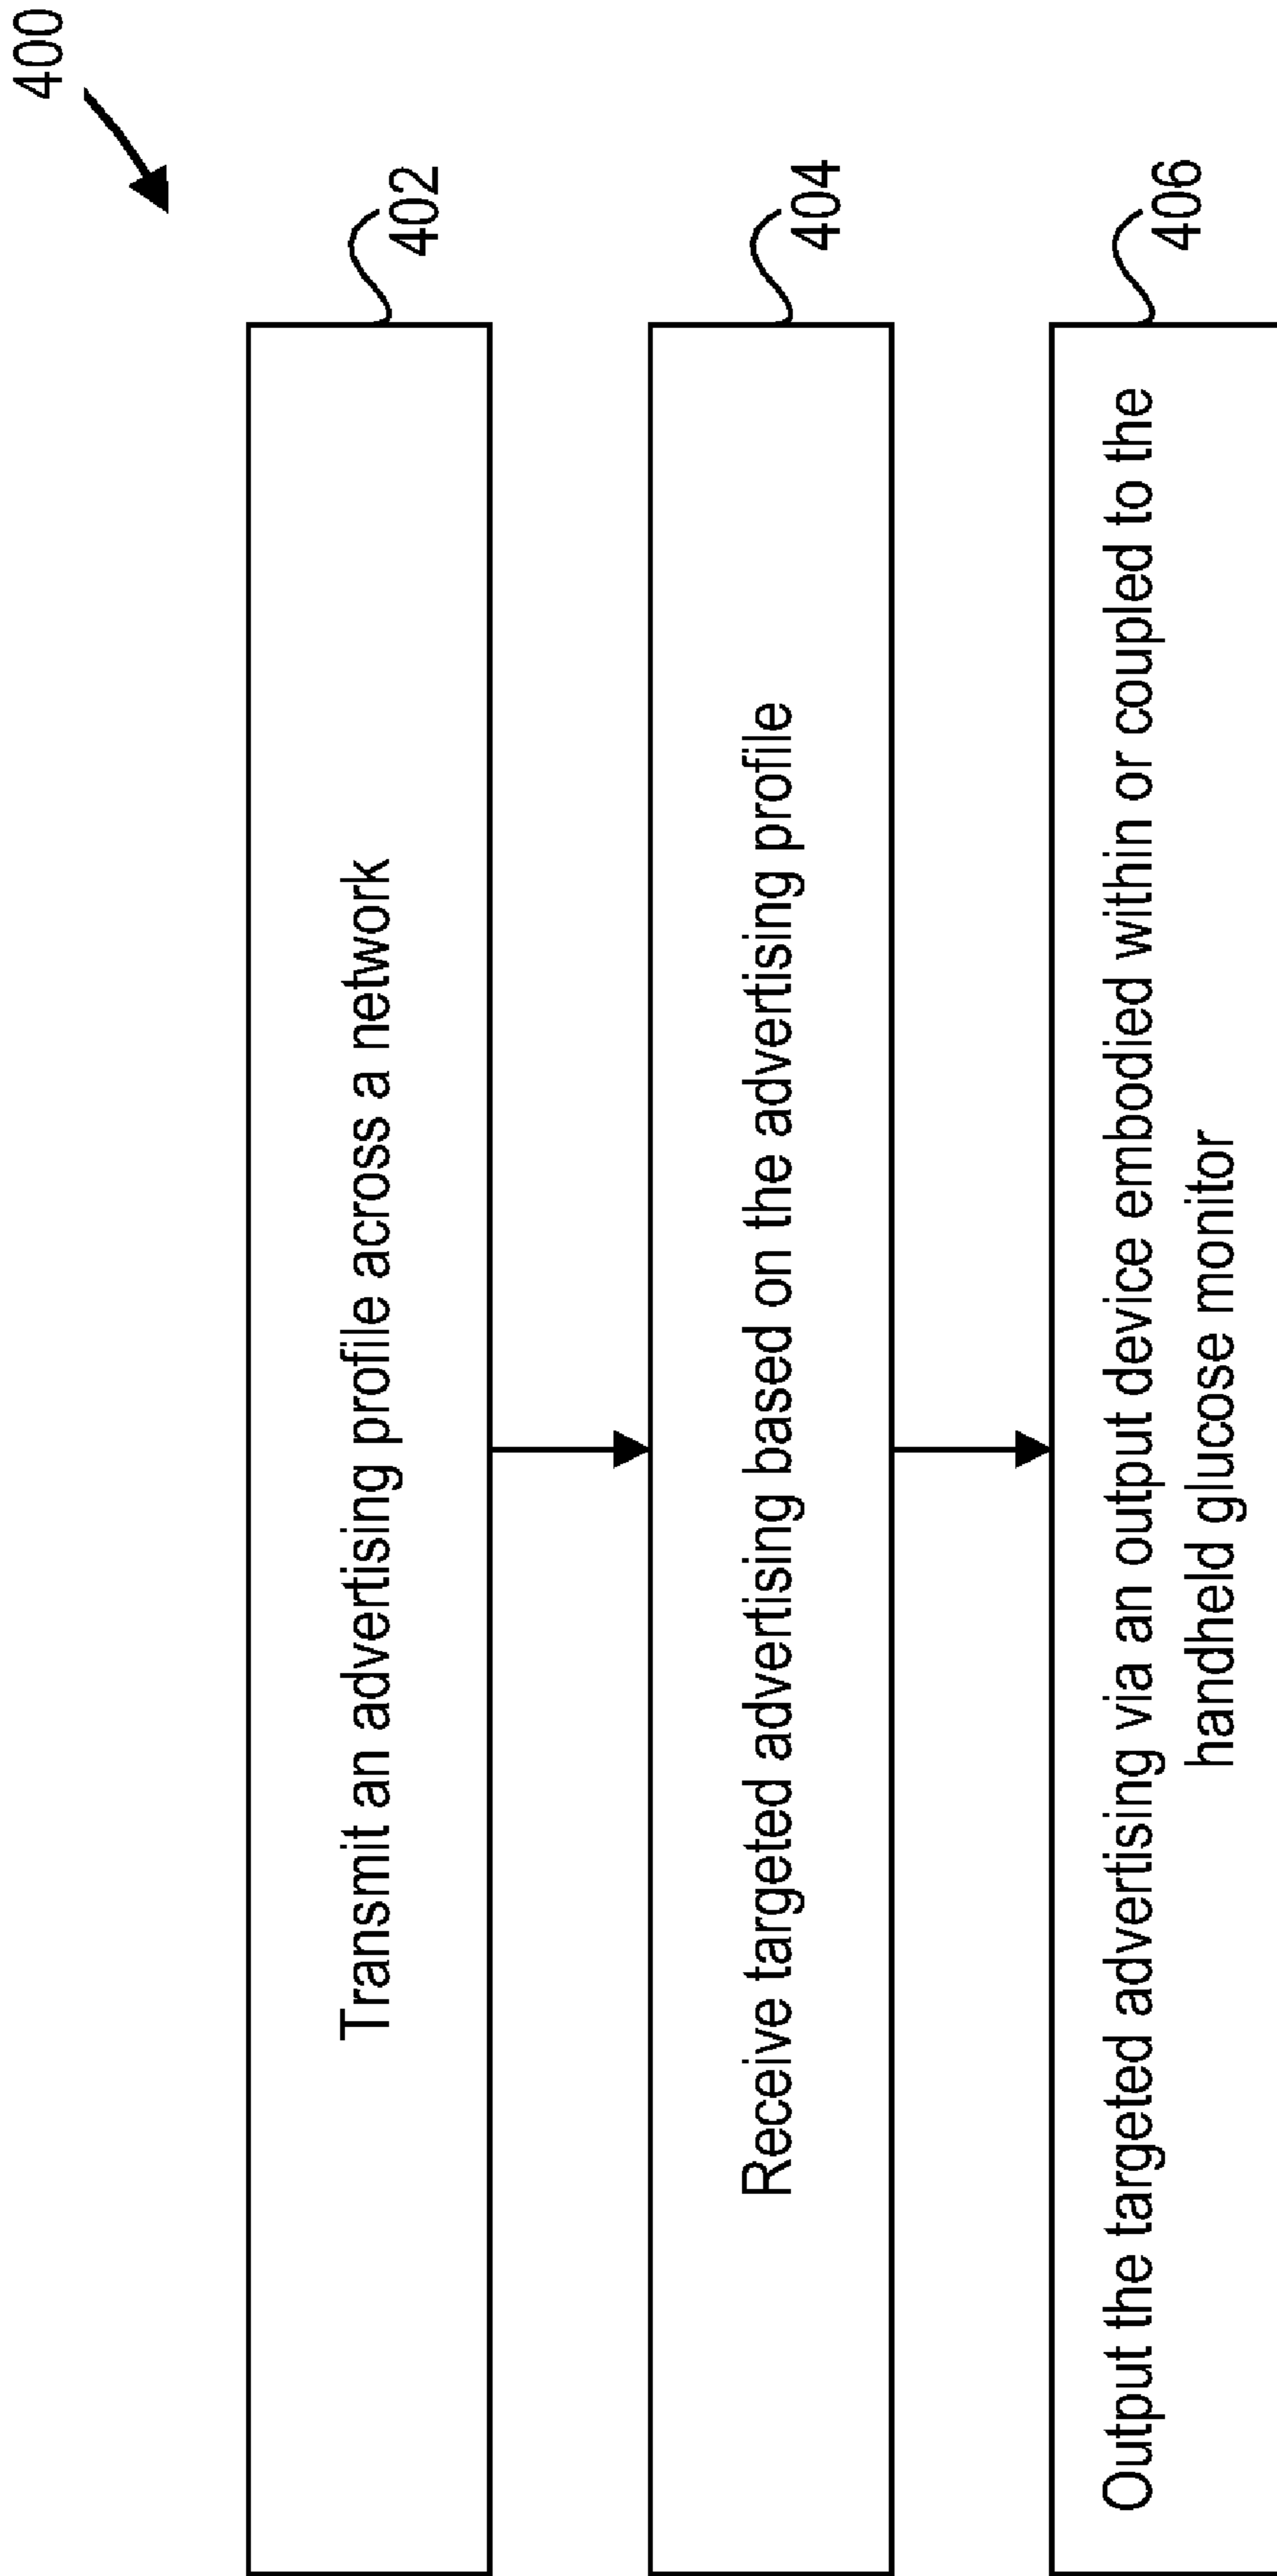 400
402
Transmit an advertising profile across a network
404
Receive targeted advertising based on the advertising profile
406
Output the targeted advertising via an output device embodied within or coupled to the
handheld glucose monitor